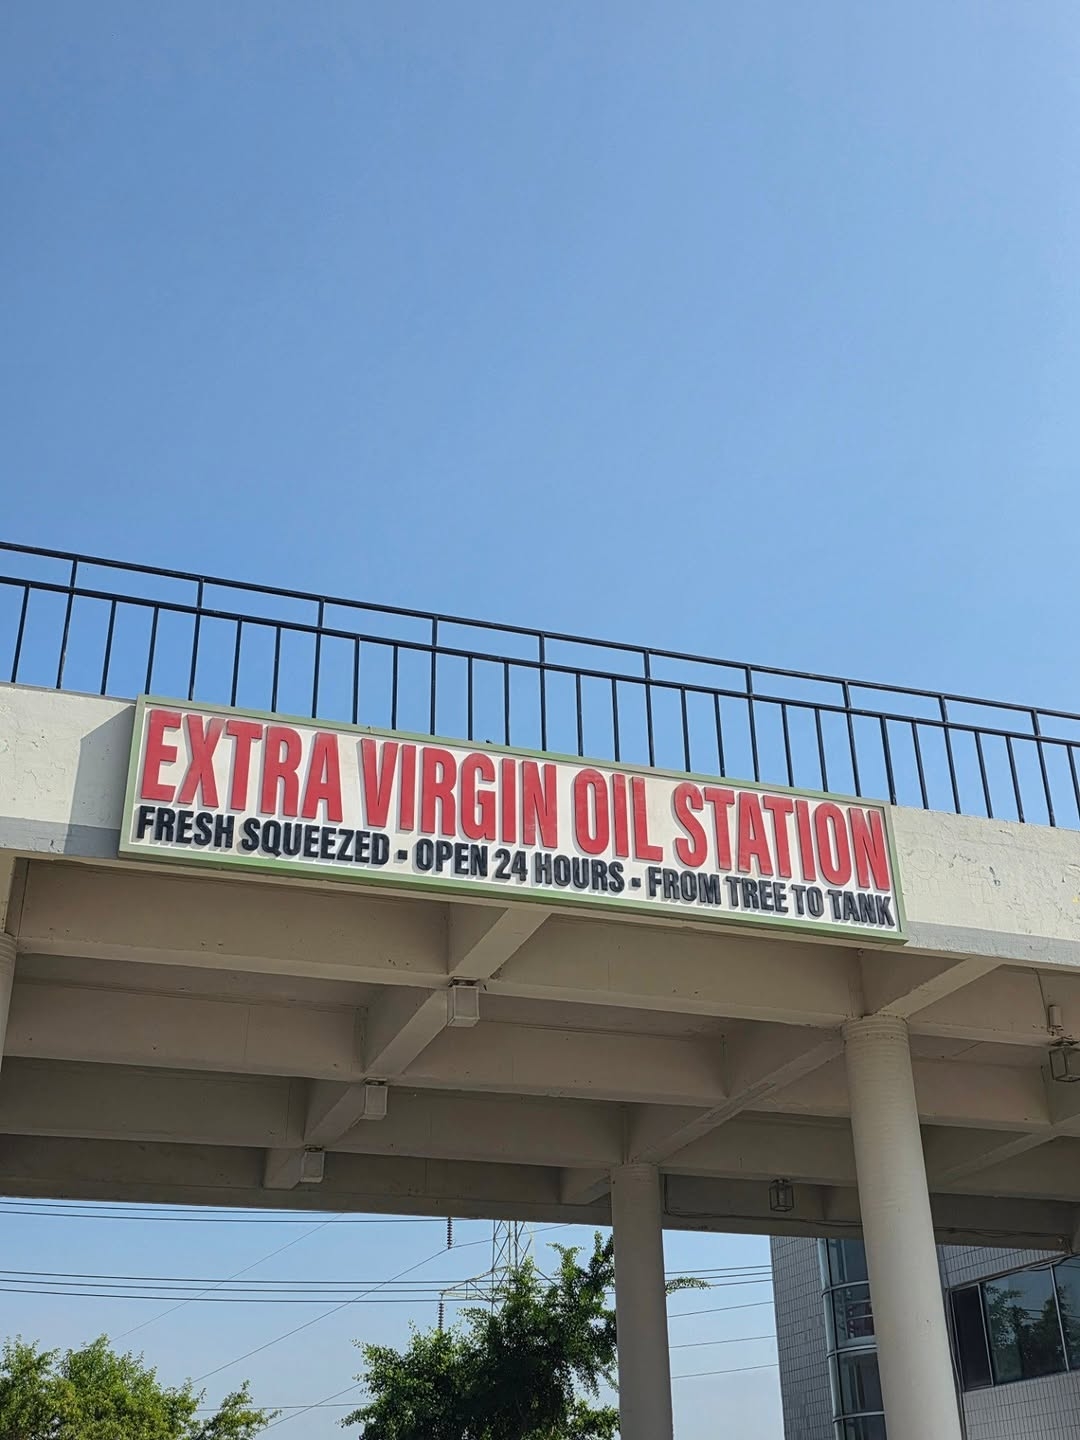 EXTRA VIRGIN OIL STATION
FRESH SQUEEZED - OPEN 24 HOURS - FROM TREE TO TANK